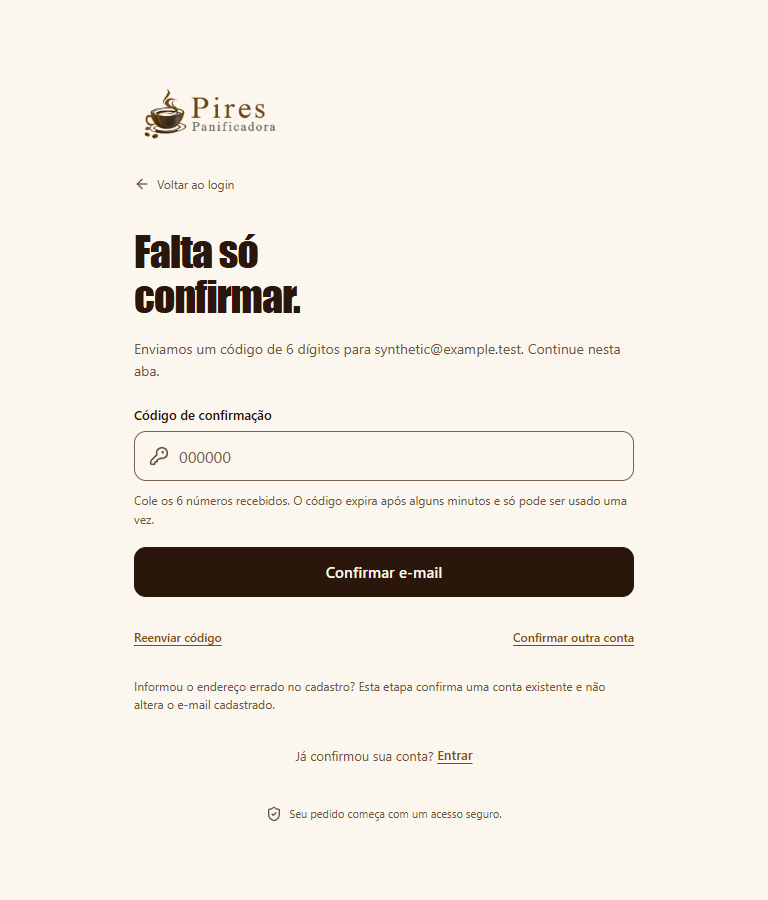 Pires
Panificadora
Voltar ao login
Falta só
confirmar.
Enviamos um código de 6 dígitos para synthetic@example.test. Continue nesta
aba.
Código de confirmação
000000
Cole os 6 números recebidos. O código expira após alguns minutos e só pode ser usado uma
vez.
Confirmar e-mail
Reenviar código
Confirmar outra conta
Informou o endereço errado no cadastro? Esta etapa confirma uma conta existente e não
altera o e-mail cadastrado.
Já confirmou sua conta? Entrar
Seu pedido começa com um acesso seguro.